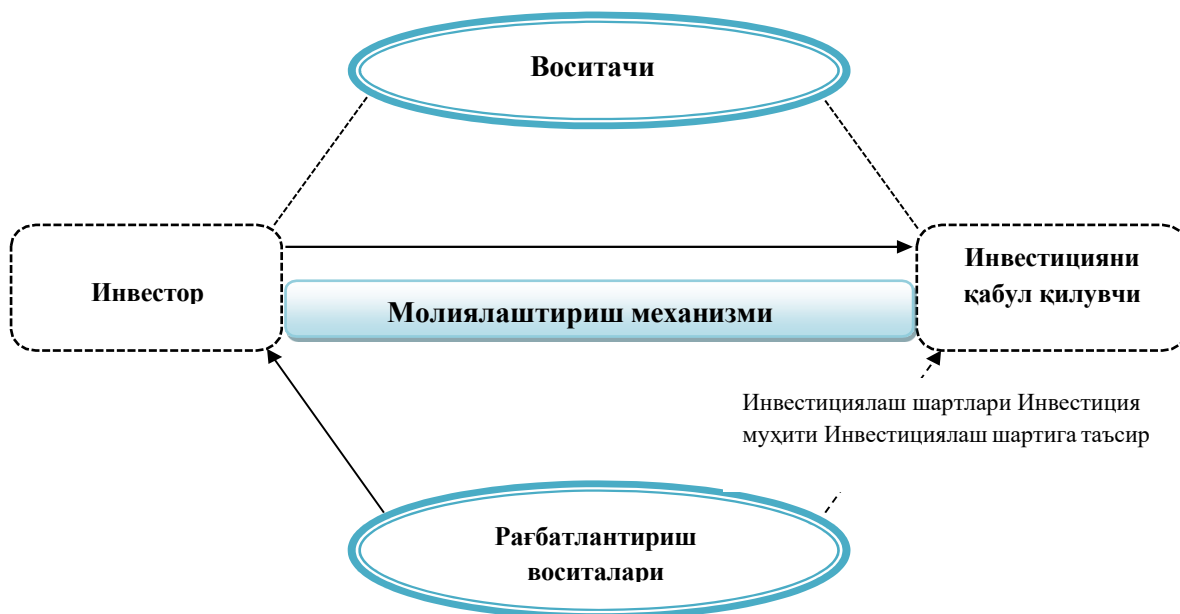 Воситачи
Инвестор
Инвестицияни
қабул қилувчи
Молиялаштириш механизми
Инвестициялаш шартлари Инвестиция
муҳити Инвестициялаш шартига таъсир
Рағбатлантириш
воситалари